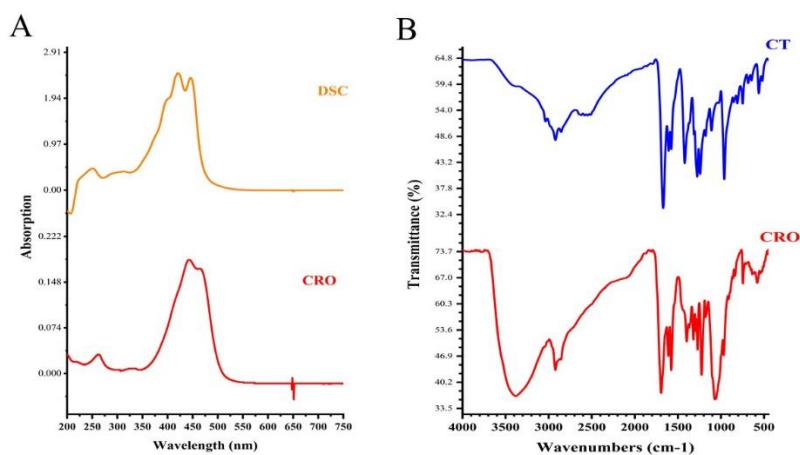 A
2.91
1.94
0.97
0.00
0.222
0.148
0.074
0.000
Absorption
DSC
CRO
200 250 300 350 400 450 500 550 600 650 700 750
Wavelength (nm)
B
64.8
59.4
54.0
48.6
43.2
37.8
32.4
73.7
67.0
60.3
53.6
46.9
40.2
33.5
Transmittance (%)
CT
CRO
4000 3500 3000 2500 2000 1500 1000 500
Wavenumbers (cm-1)